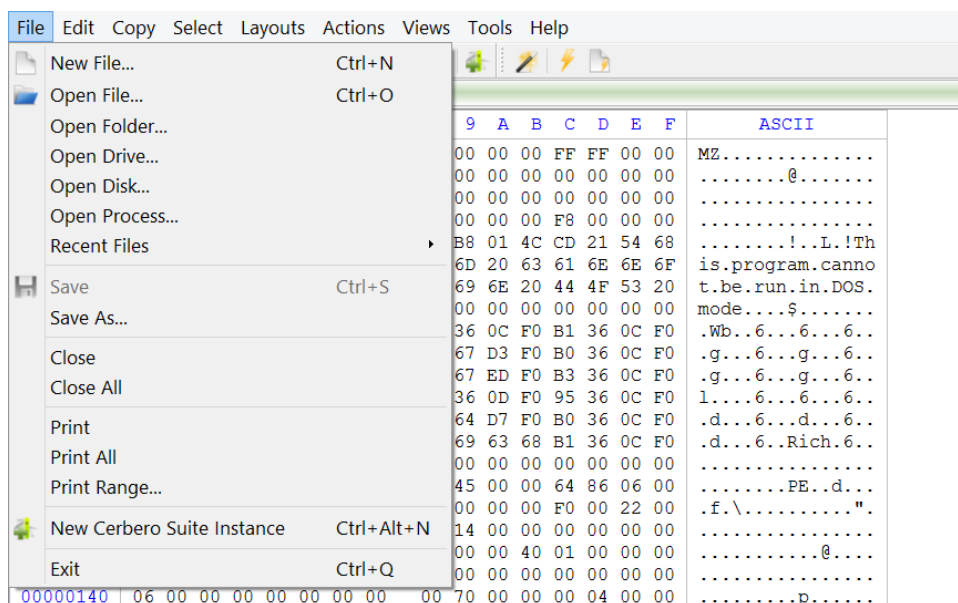 File Edit Copy Select Layouts Actions Views Tools Help
New File... Ctrl+N
Open File... Ctrl+O
Open Folder...
Open Drive...
Open Disk...
Open Process...
Recent Files
Save Ctrl+S
Save As...
Close
Close All
Print
Print All
Print Range...
New Cerbero Suite Instance Ctrl+Alt+N
Exit Ctrl+Q
9 A B C D E F ASCII
00 00 00 FF FF 00 00 MZ..............
00 00 00 00 00 00 00 ........@.......
00 00 00 00 00 00 00 ................
00 00 00 F8 00 00 00 ................
B8 01 4C CD 21 54 68 ........!..L.!Th
6D 20 63 61 6E 6E 6F is.program.canno
69 6E 20 44 4F 53 20 t.be.run.in.DOS.
00 00 00 00 00 00 00 mode....$.......
36 0C F0 B1 36 0C F0 .Wb..6...6...6..
67 D3 F0 B0 36 0C F0 .g...6...g...6..
67 ED F0 B3 36 0C F0 .g...6...g...6..
36 0D F0 95 36 0C F0 l....6...6...6..
64 D7 F0 B0 36 0C F0 .d...6...d...6..
69 63 68 B1 36 0C F0 .d...6..Rich.6..
00 00 00 00 00 00 00 ................
45 00 00 64 86 06 00 ........PE..d...
00 00 00 F0 00 22 00 .f.\..........".
14 00 00 00 00 00 00 ................
00 00 40 01 00 00 00 ...........@....
00 00 00 00 00 00 00 ................
00000140 06 00 00 00 00 00 00 00 00 70 00 00 00 04 00 00 .........p......